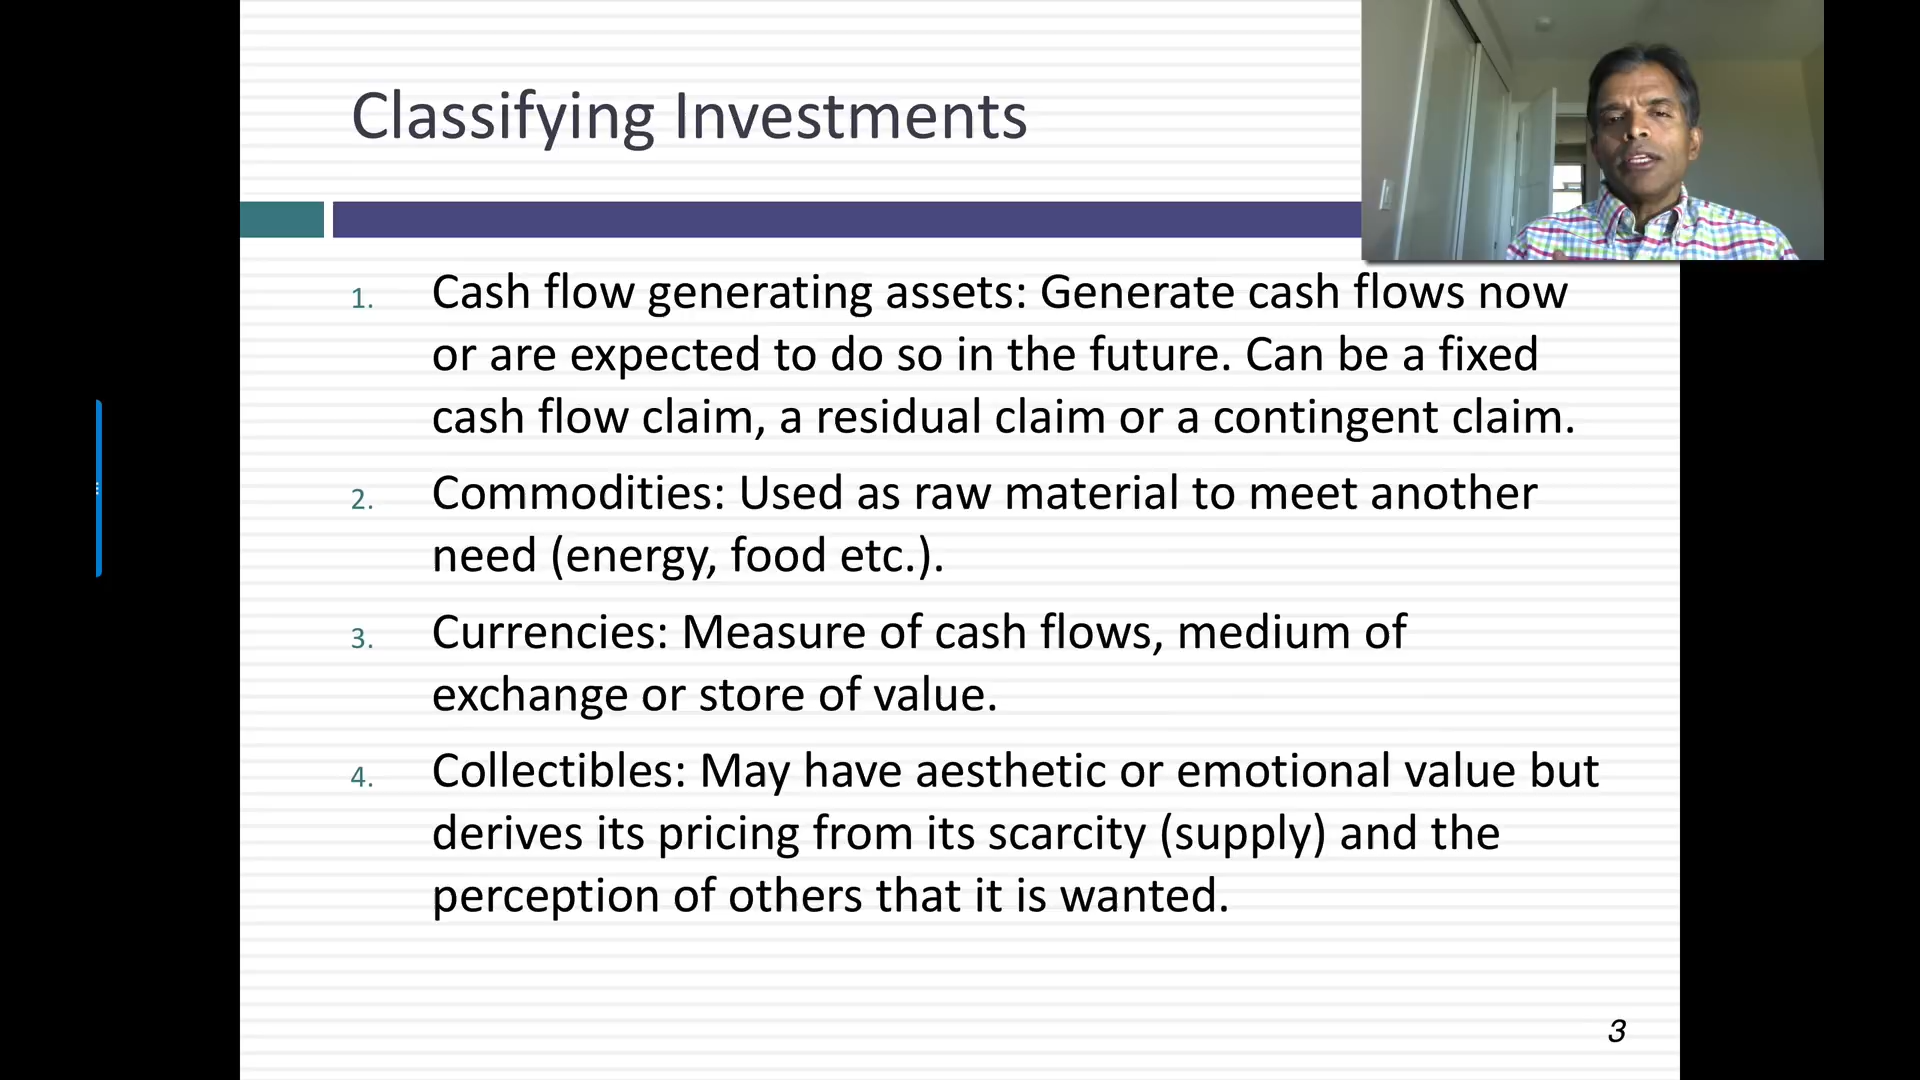 Classifying Investments
1. Cash flow generating assets: Generate cash flows now
or are expected to do so in the future. Can be a fixed
cash flow claim, a residual claim or a contingent claim.
2. Commodities: Used as raw material to meet another
need (energy, food etc.).
3. Currencies: Measure of cash flows, medium of
exchange or store of value.
4. Collectibles: May have aesthetic or emotional value but
derives its pricing from its scarcity (supply) and the
perception of others that it is wanted.
3